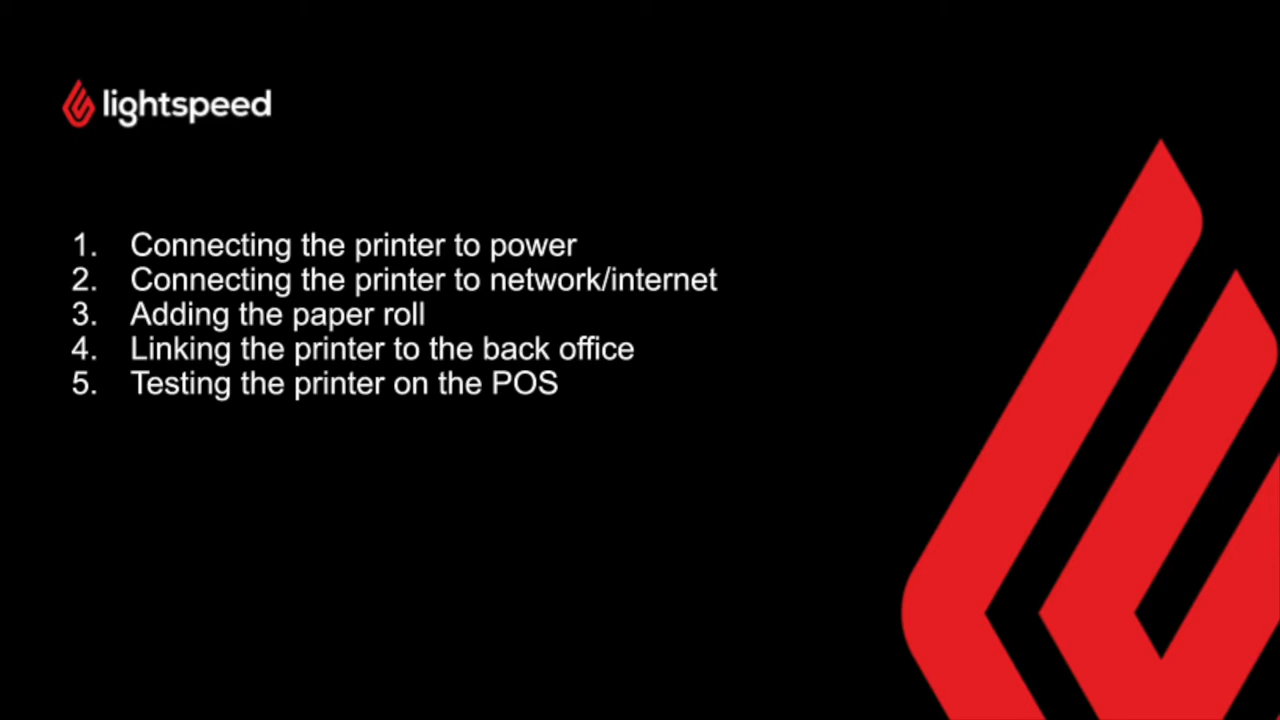 lightspeed
1. Connecting the printer to power
2. Connecting the printer to network/internet
3. Adding the paper roll
4. Linking the printer to the back office
5. Testing the printer on the POS